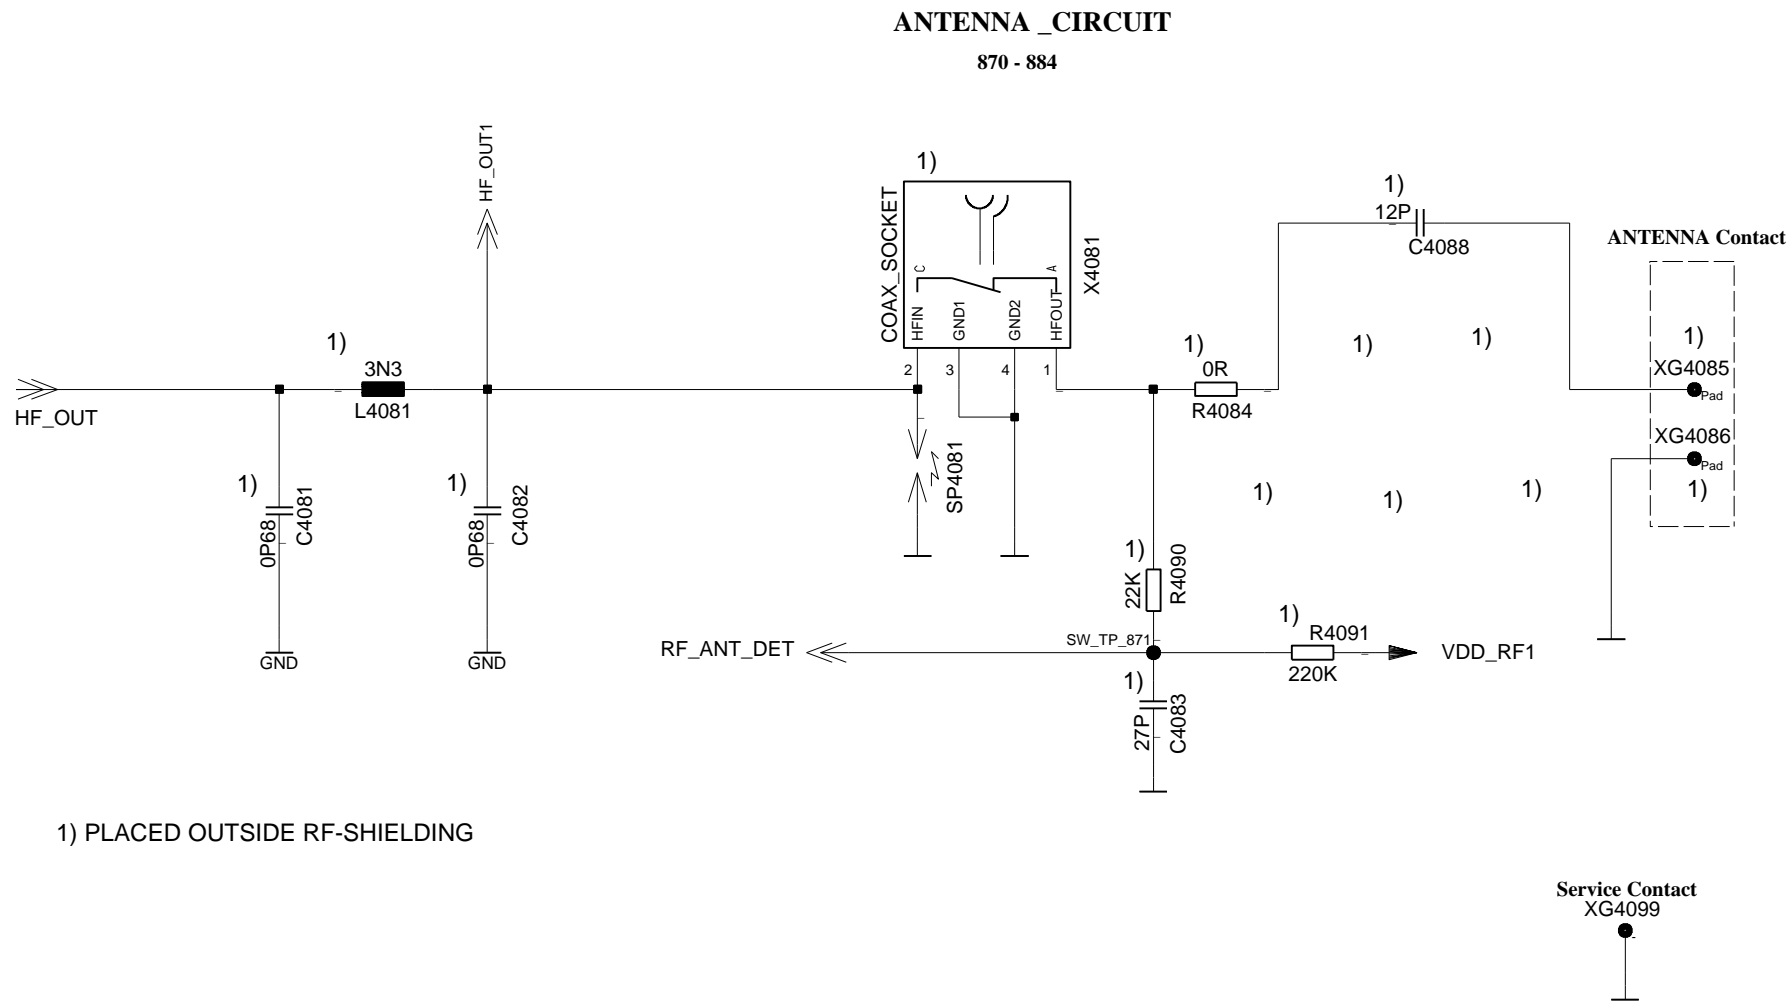 ANTENNA _CIRCUIT
870 - 884
HF_OUT1
1)
COAX_SOCKET
X4081
C
A
HFIN
GND1
GND2
HFOUT
2
3
4
1
1)
12P
C4088
ANTENNA Contact
1)
3N3
L4081
HF_OUT
1)
0R
R4084
1)
1)
1)
XG4085
Pad
XG4086
Pad
1)
1)
0P68
C4081
GND
1)
0P68
C4082
GND
SP4081
1)
1)
1)
1)
22K
R4090
RF_ANT_DET
SW_TP_871
1)
R4091
220K
VDD_RF1
1)
27P
C4083
1) PLACED OUTSIDE RF-SHIELDING
Service Contact
XG4099